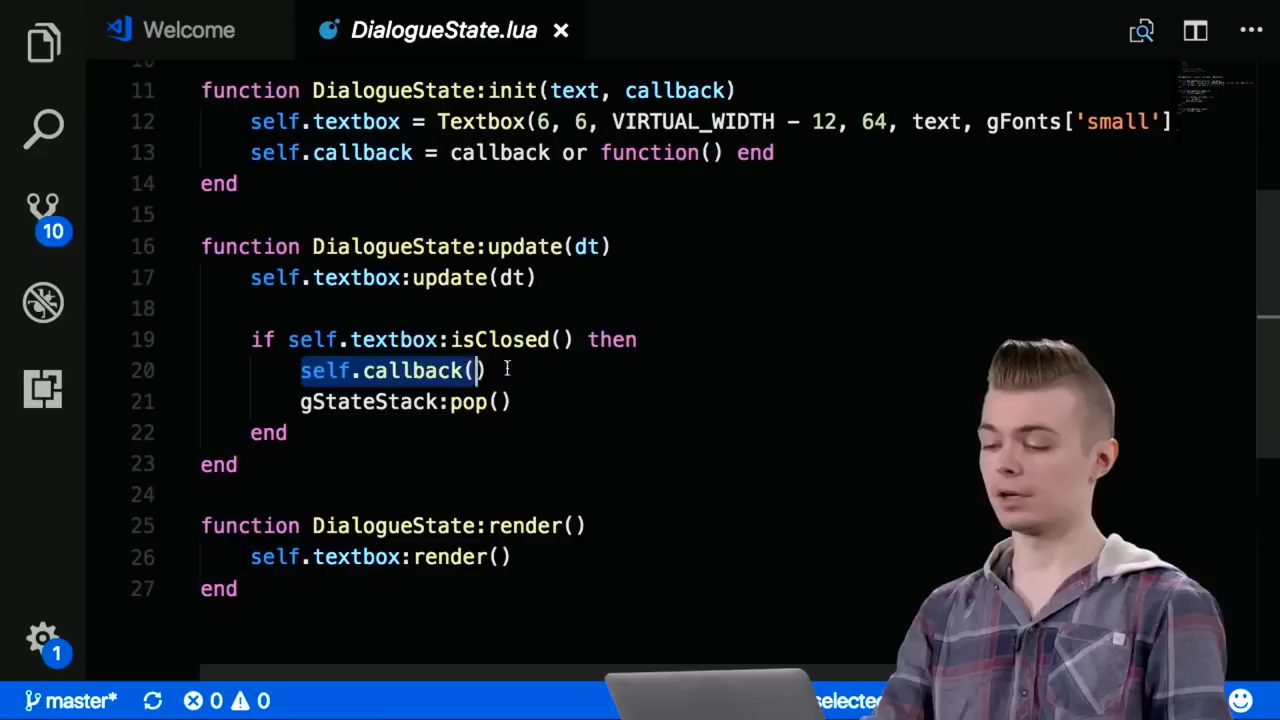 Welcome
DialogueState.lua
10
11 function DialogueState:init(text, callback)
12 self.textbox = Textbox(6, 6, VIRTUAL_WIDTH - 12, 64, text, gFonts['small']
13 self.callback = callback or function() end
14 end
15
16 function DialogueState:update(dt)
17 self.textbox:update(dt)
18
19 if self.textbox:isClosed() then
20 self.callback()
21 gStateStack:pop()
22 end
23 end
24
25 function DialogueState:render()
26 self.textbox:render()
27 end
10
1
master* 0 0 selected